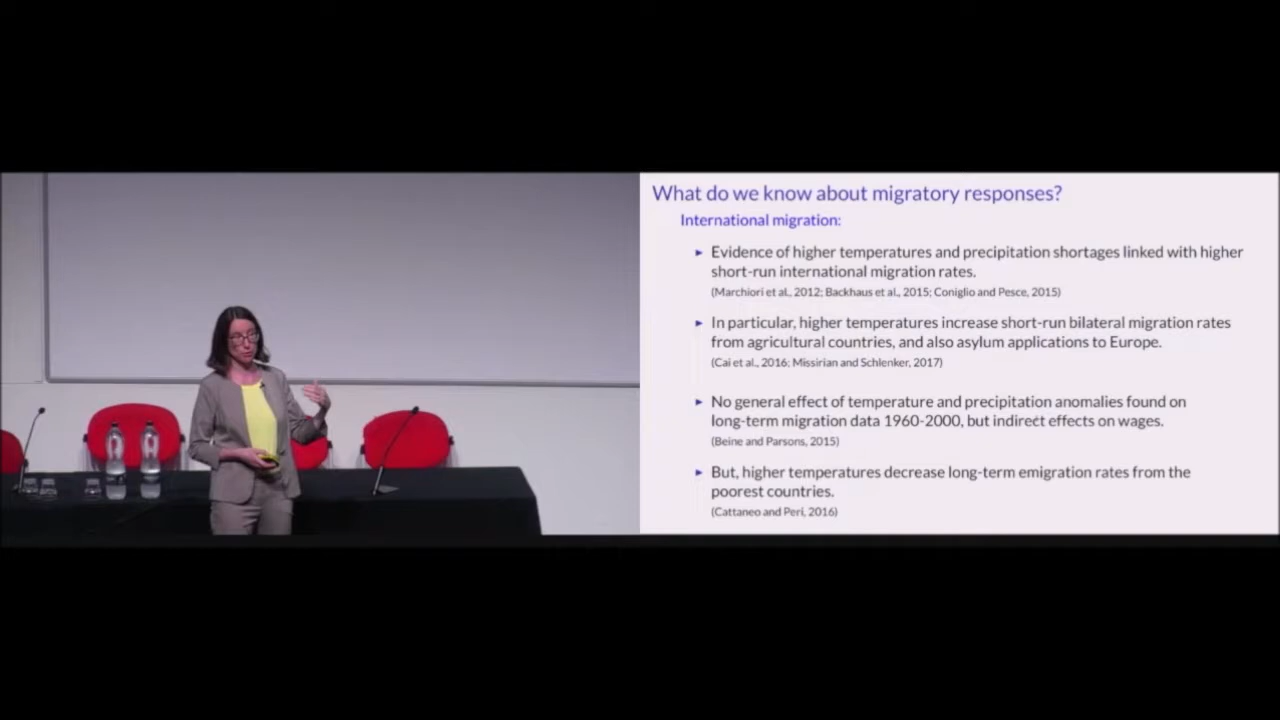 What do we know about migratory responses?
International migration:
► Evidence of higher temperatures and precipitation shortages linked with higher
short-run international migration rates.
(Marchiori et al., 2012; Backhaus et al., 2015; Coniglio and Pesce, 2015)
► In particular, higher temperatures increase short-run bilateral migration rates
from agricultural countries, and also asylum applications to Europe.
(Cai et al., 2016; Missirian and Schlenker, 2017)
► No general effect of temperature and precipitation anomalies found on
long-term migration data 1960-2000, but indirect effects on wages.
(Beine and Parsons, 2015)
► But, higher temperatures decrease long-term emigration rates from the
poorest countries.
(Cattaneo and Peri, 2016)